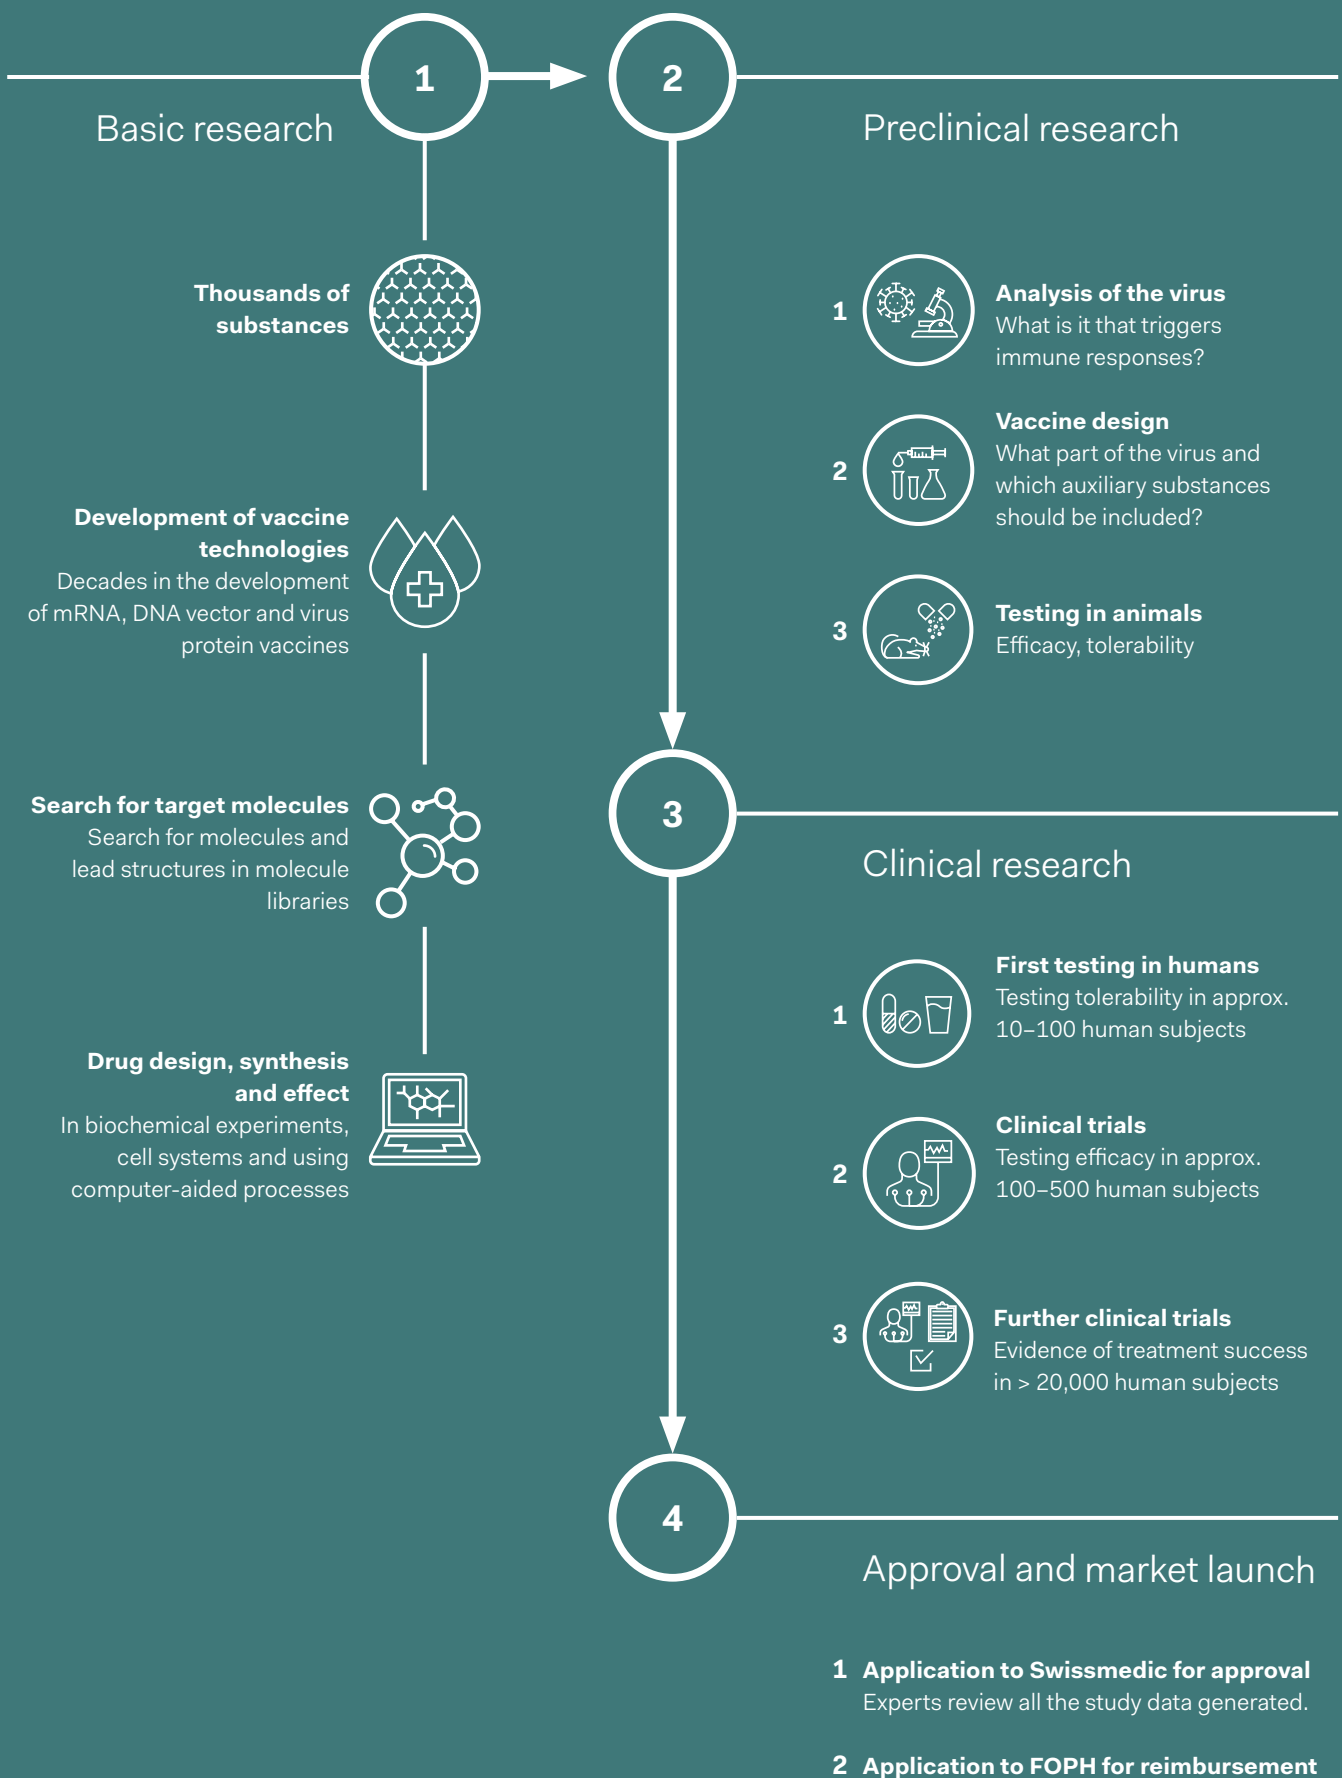 1
Basic research
Thousands of
substances
Development of vaccine
technologies
Decades in the development
of mRNA, DNA vector and virus
protein vaccines
Search for target molecules
Search for molecules and
lead structures in molecule
libraries
Drug design, synthesis
and effect
In biochemical experiments,
cell systems and using
computer-aided processes
2
Preclinical research
1
Analysis of the virus
What is it that triggers
immune responses?
2
Vaccine design
What part of the virus and
which auxiliary substances
should be included?
3
Testing in animals
Efficacy, tolerability
3
Clinical research
1
First testing in humans
Testing tolerability in approx.
10–100 human subjects
2
Clinical trials
Testing efficacy in approx.
100–500 human subjects
3
Further clinical trials
Evidence of treatment success
in > 20,000 human subjects
4
Approval and market launch
1 Application to Swissmedic for approval
Experts review all the study data generated.
2 Application to FOPH for reimbursement